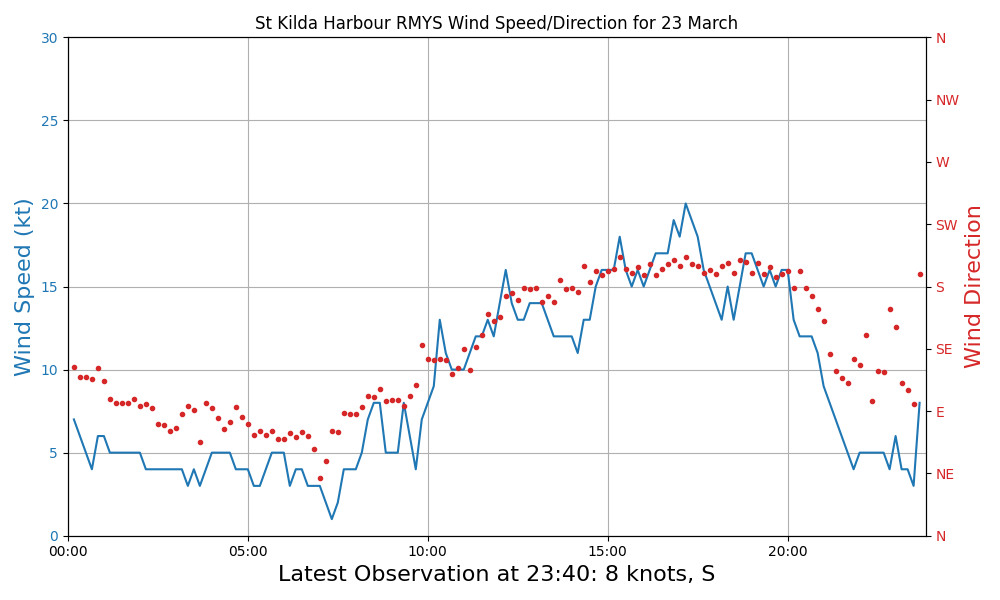 St Kilda Harbour RMYS Wind Speed/Direction for 23 March
Wind Speed (kt)
30
25
20
15
10
5
0
00:00
05:00
10:00
15:00
20:00
N
NW
W
SW
S
SE
E
NE
N
Wind Direction
Latest Observation at 23:40: 8 knots, S